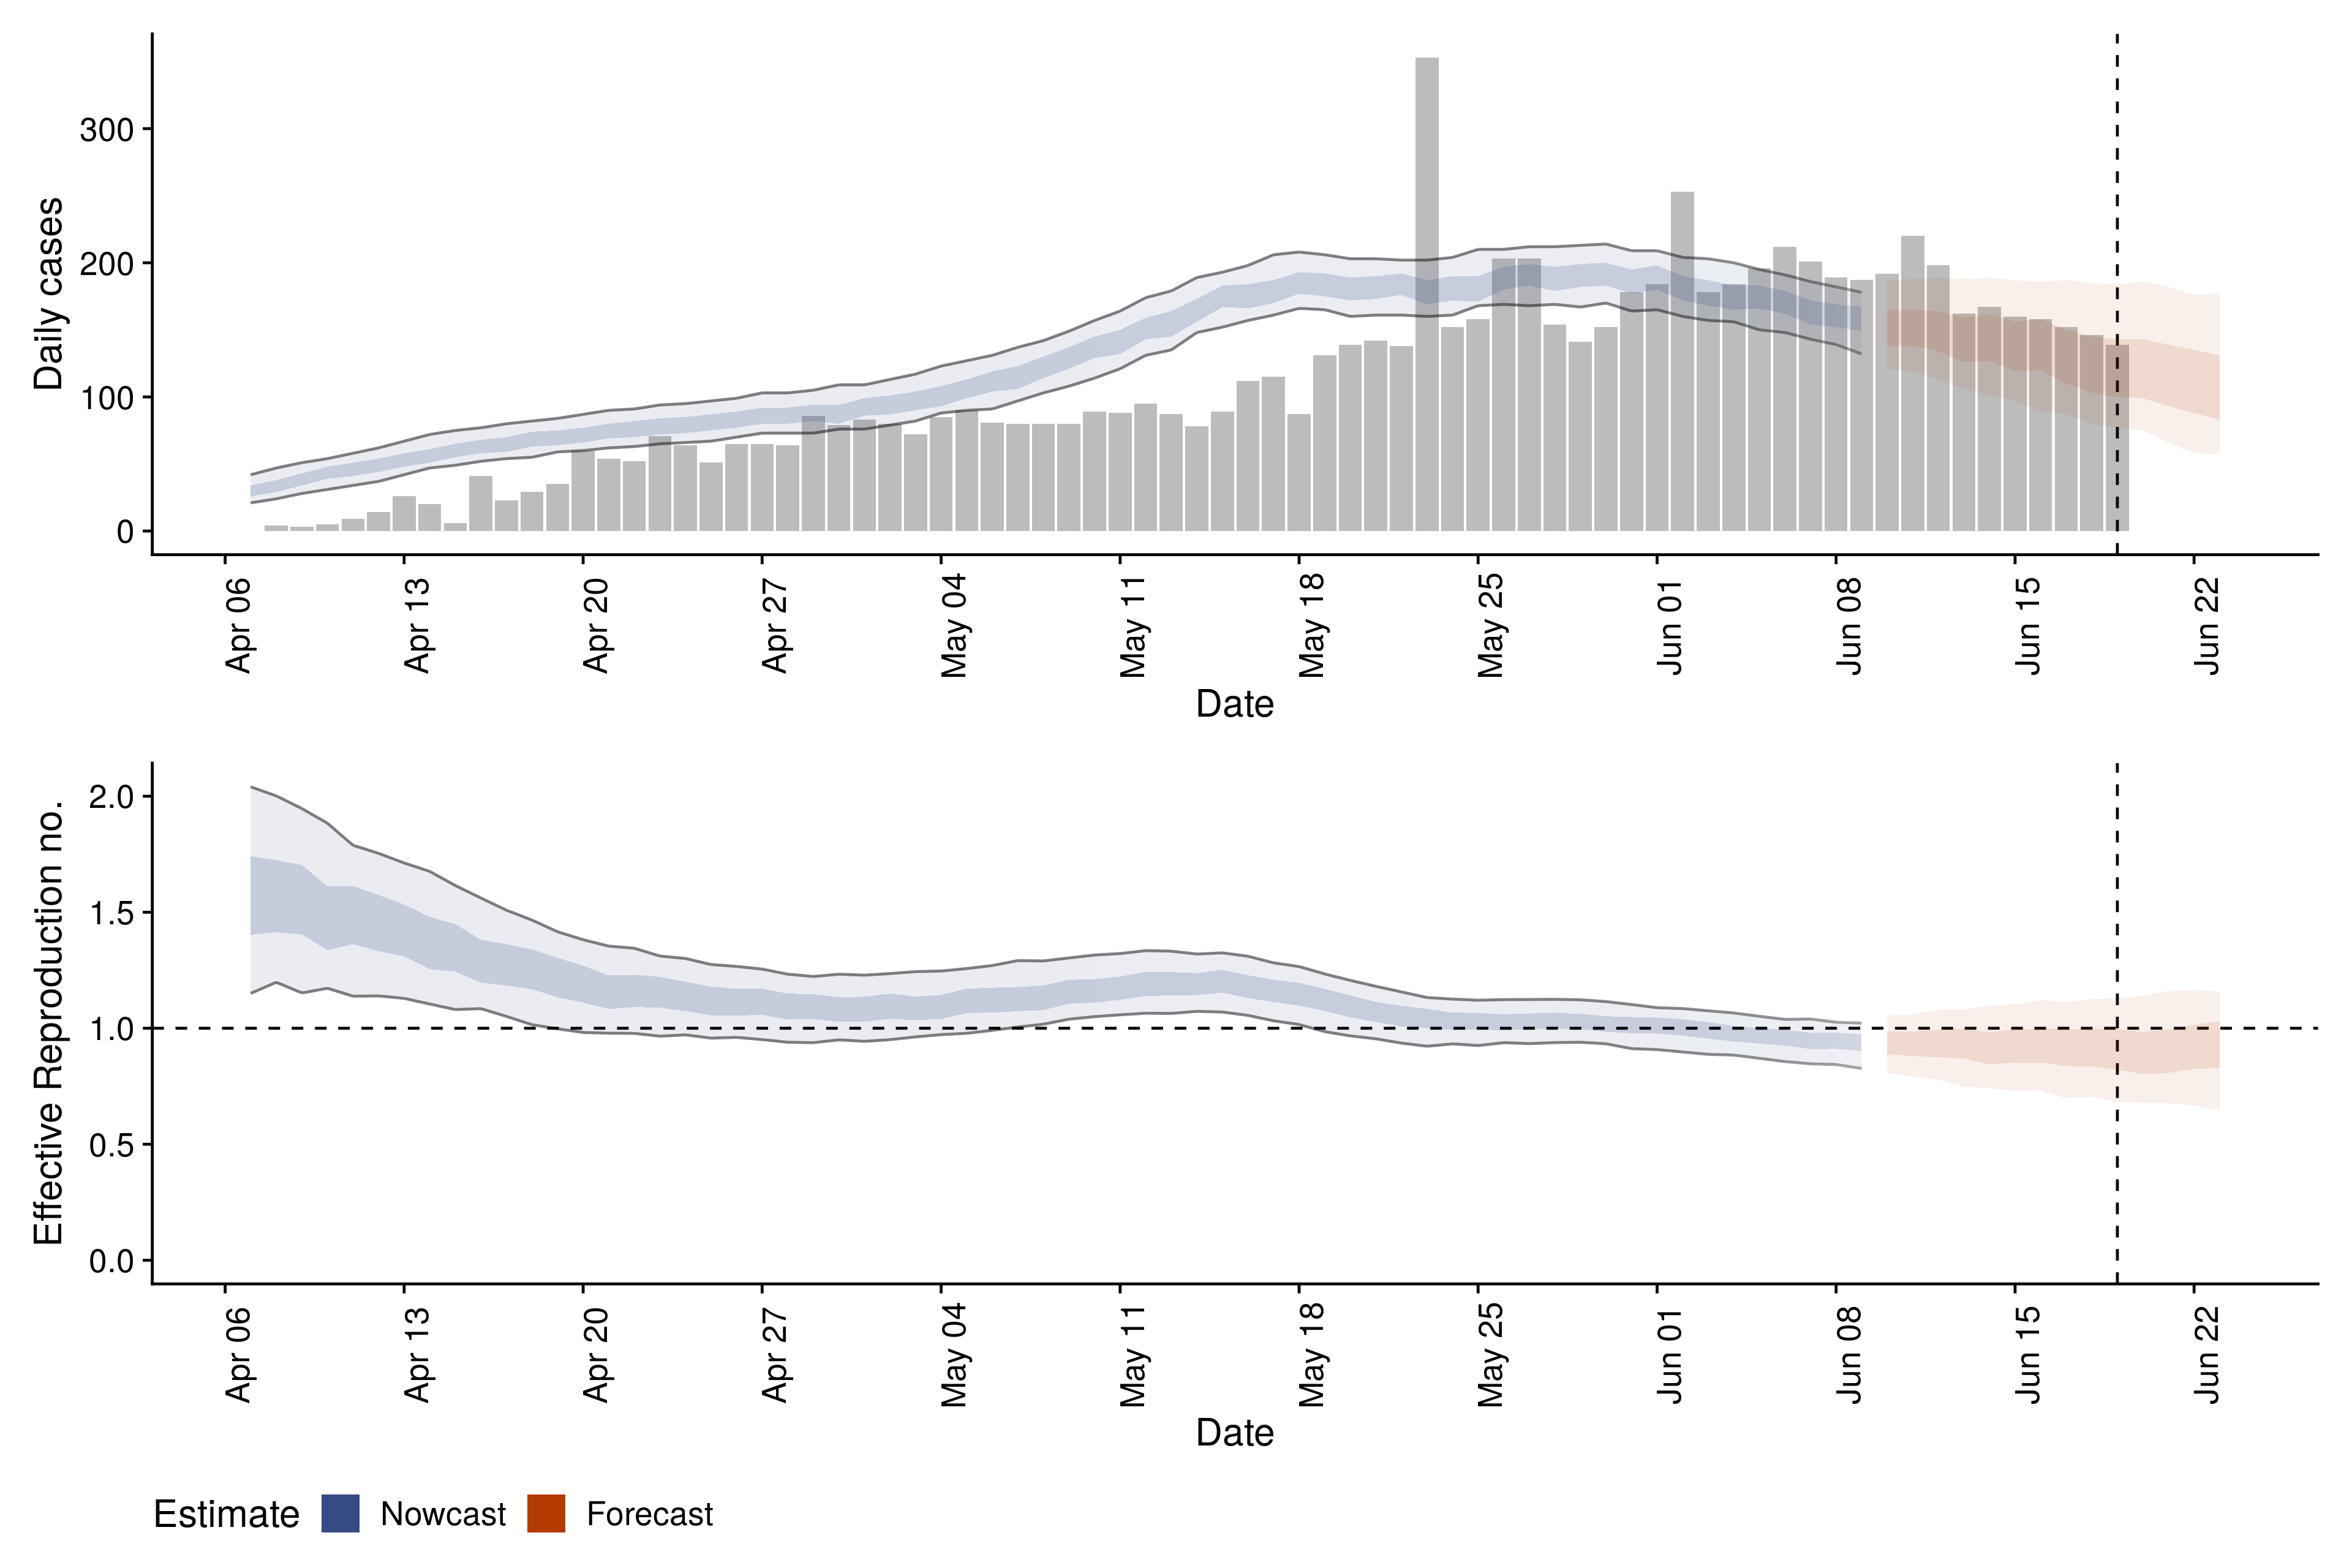 Daily cases
300
200
100
0
Apr 06
Apr 13
Apr 20
Apr 27
May 04
May 11
May 18
May 25
Jun 01
Jun 08
Jun 15
Jun 22
Date
Effective Reproduction no.
2.0
1.5
1.0
0.5
0.0
Apr 06
Apr 13
Apr 20
Apr 27
May 04
May 11
May 18
May 25
Jun 01
Jun 08
Jun 15
Jun 22
Date
Estimate Nowcast Forecast